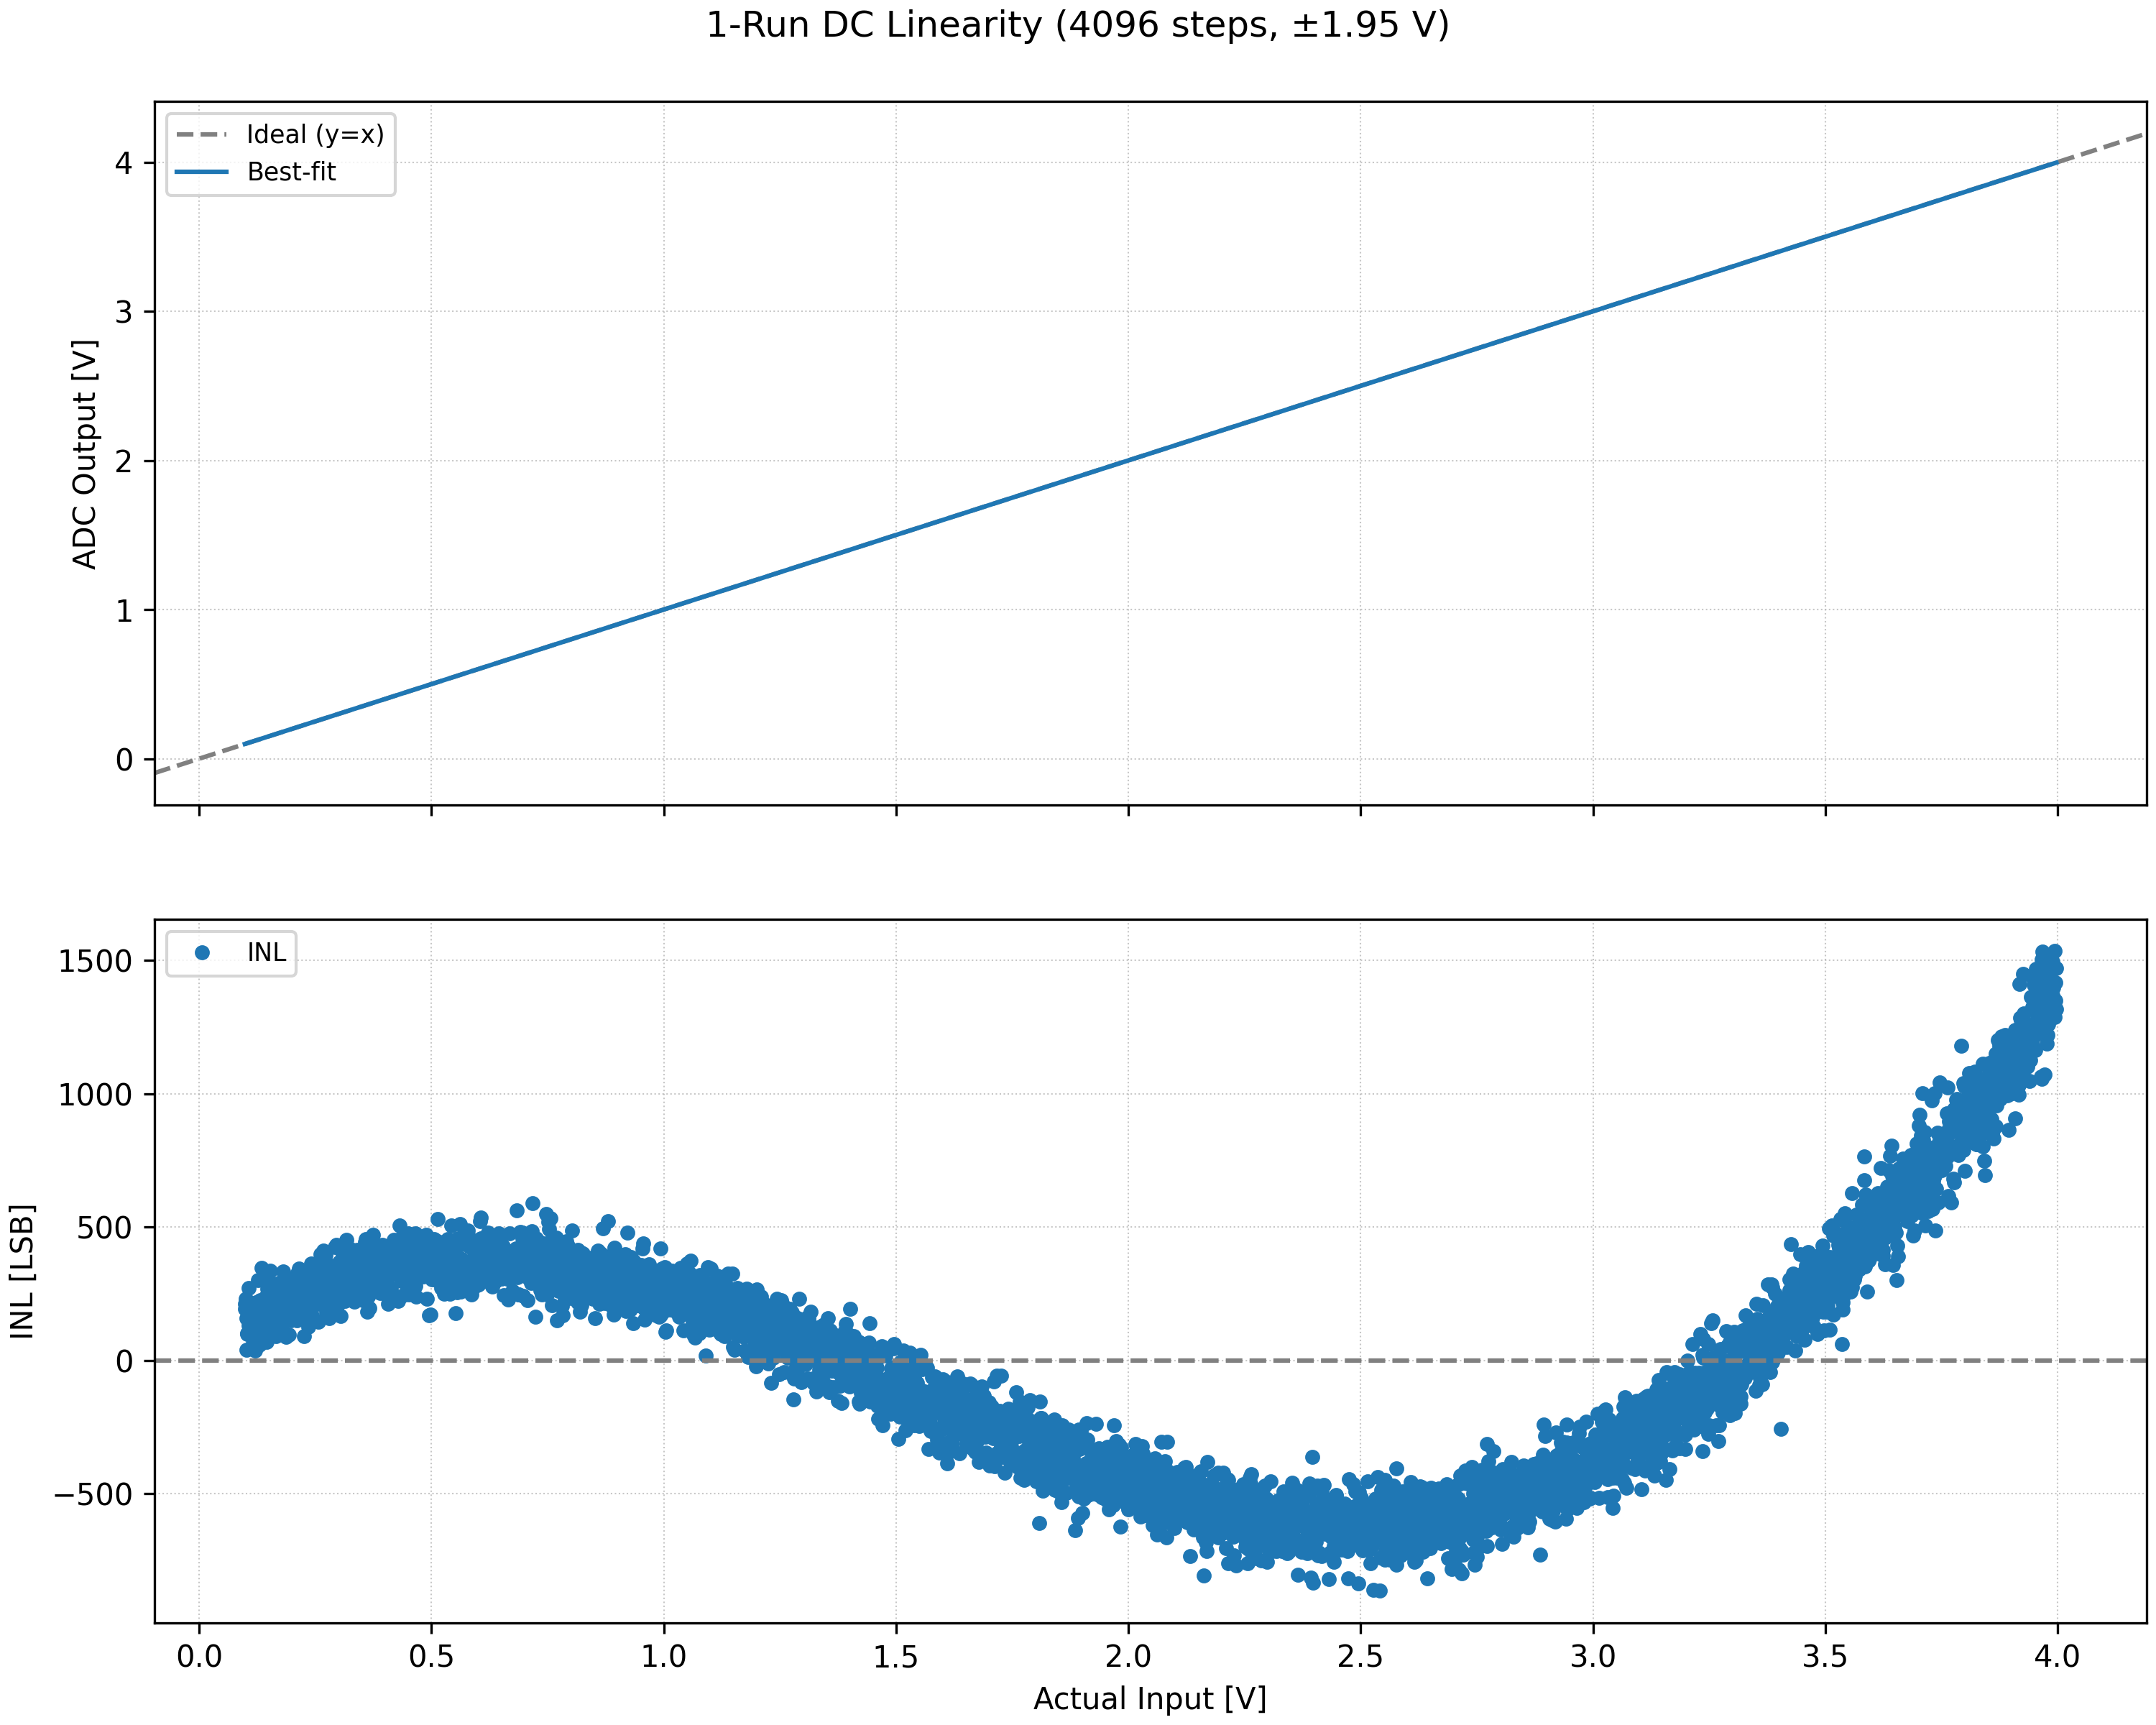 1-Run DC Linearity (4096 steps, ±1.95 V)
Ideal (y=x)
Best-fit
4
3
2
1
0
ADC Output [V]
INL
1500
1000
500
0
−500
INL [LSB]
0.0 0.5 1.0 1.5 2.0 2.5 3.0 3.5 4.0
Actual Input [V]